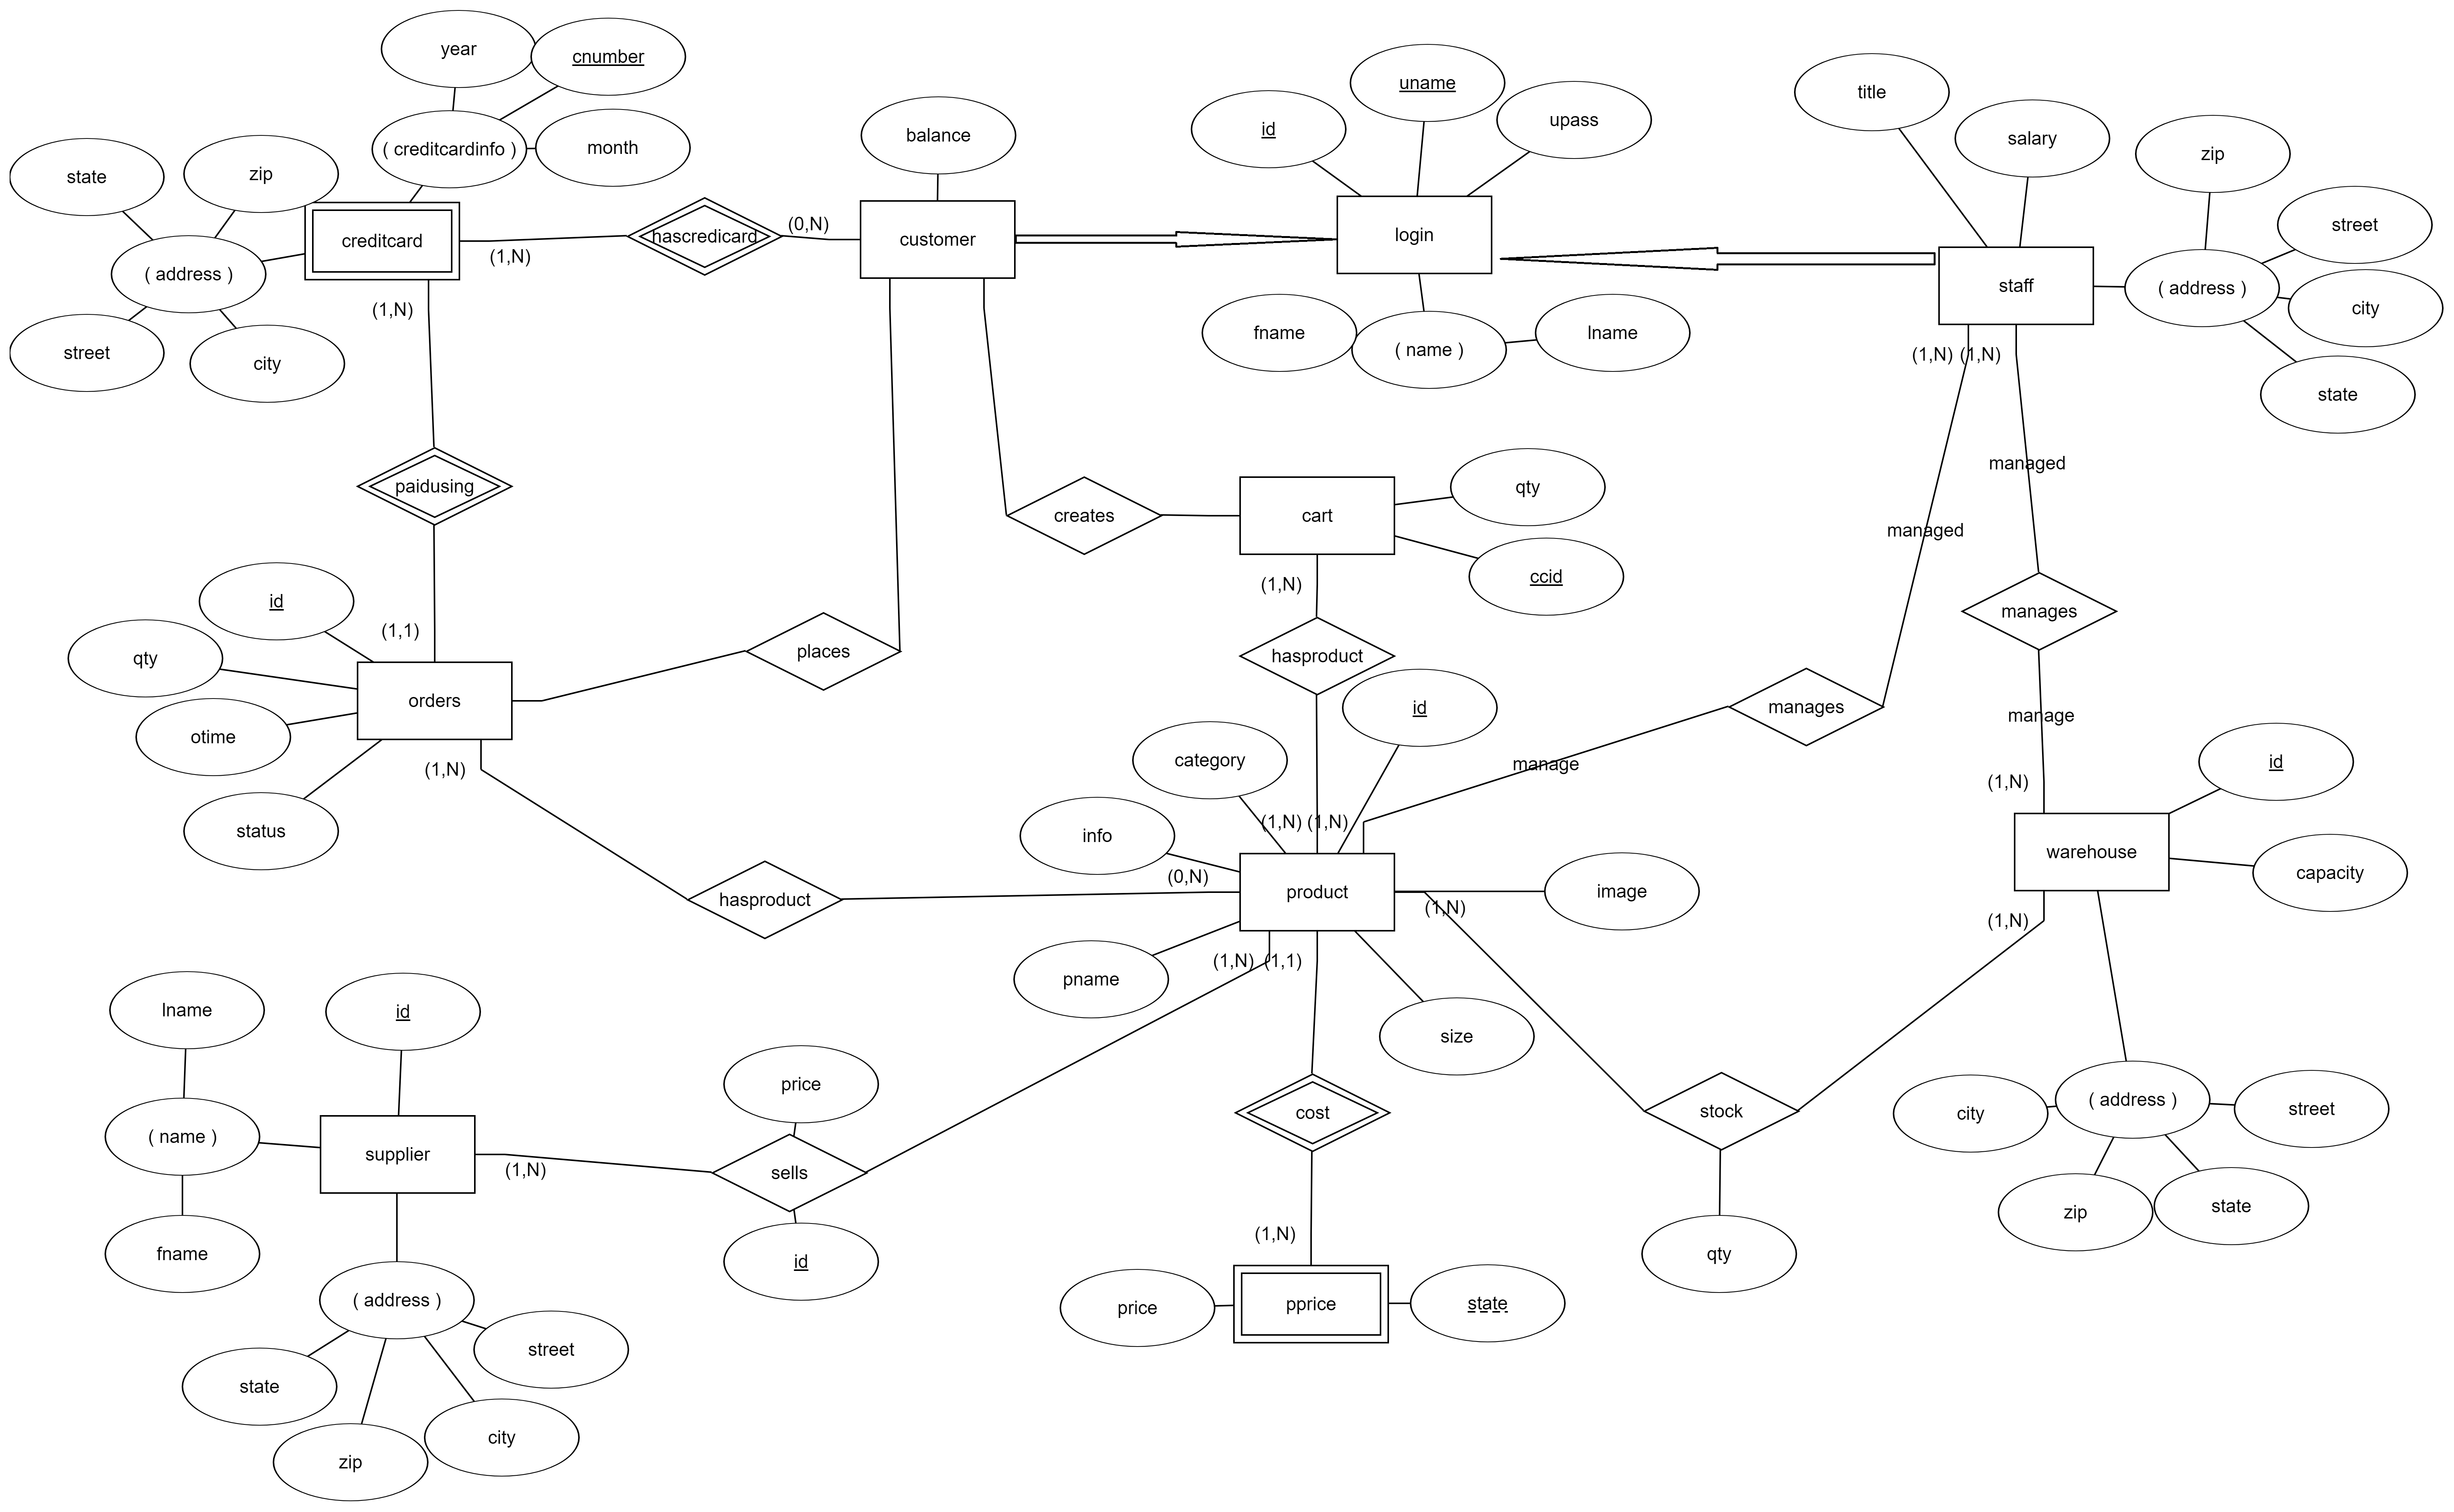 year
cnumber
( creditcardinfo )
month
state
zip
( address )
street
city
creditcard
(1,N)
hascredicard
(0,N)
balance
customer
id
uname
upass
login
fname
( name )
lname
title
salary
zip
street
( address )
city
state
staff
(1,N)
(1,N)
(1,N)
managed
managed
paidusing
creates
cart
qty
ccid
(1,N)
hasproduct
manages
manages
manage
manage
id
qty
otime
status
(1,1)
orders
(1,N)
places
hasproduct
category
id
info
(1,N)
(1,N)
(0,N)
product
image
(1,N)
pname
(1,N)
(1,1)
size
(1,N)
id
warehouse
capacity
(1,N)
stock
qty
city
( address )
street
zip
state
lname
id
( name )
supplier
(1,N)
fname
( address )
state
street
city
zip
price
sells
id
cost
(1,N)
price
pprice
state